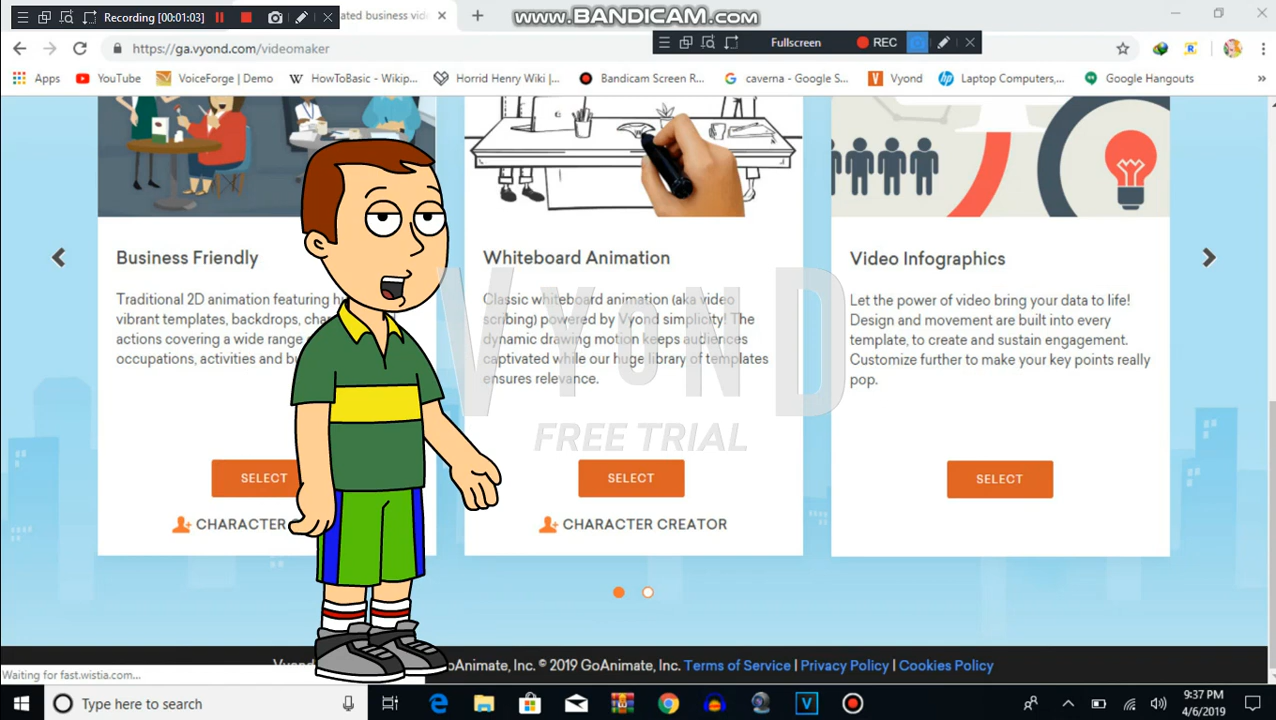 Recording [00:01:03]
ated business vid
www.BANDICAM.com
https://ga.vyond.com/videomaker
Fullscreen
REC
Apps
YouTube
VoiceForge | Demo
HowToBasic - Wikip...
Horrid Henry Wiki |...
Bandicam Screen R...
caverna - Google S...
Vyond
Laptop Computers,...
Google Hangouts
»
Business Friendly
Traditional 2D animation featuring h
vibrant templates, backdrops, cha
actions covering a wide range
occupations, activities and bu
SELECT
CHARACTER
Whiteboard Animation
Classic whiteboard animation (aka video
scribing) powered by Vyond simplicity! The
dynamic drawing motion keeps audiences
captivated while our huge library of templates
ensures relevance.
SELECT
CHARACTER CREATOR
Video Infographics
Let the power of video bring your data to life!
Design and movement are built into every
template, to create and sustain engagement.
Customize further to make your key points really
pop.
SELECT
VYOND
FREE TRIAL
Vyond
oAnimate, Inc. © 2019 GoAnimate, Inc. Terms of Service | Privacy Policy | Cookies Policy
Waiting for fast.wistia.com...
Type here to search
9:37 PM
4/6/2019